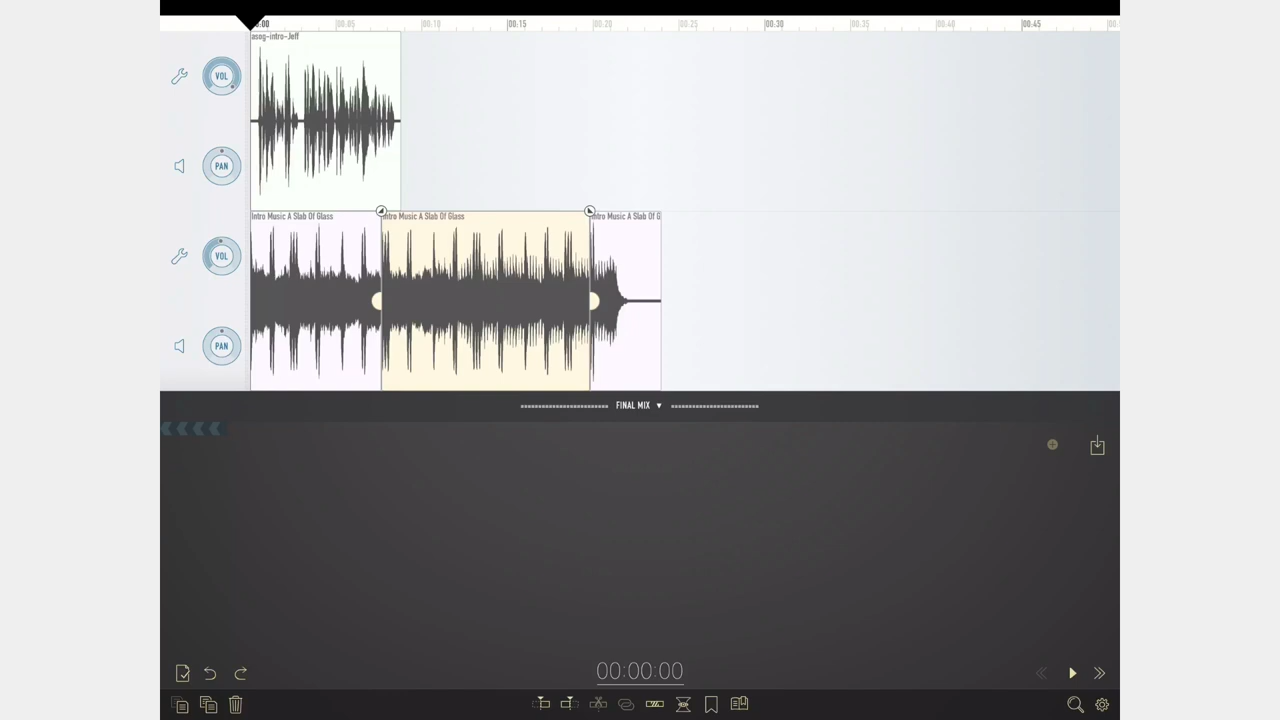 00:00 00:05 00:10 00:15 00:20 00:25 00:30 00:35 00:40 00:45
asog-intro-Jeff
VOL
PAN
Intro Music A Slab Of Glass Intro Music A Slab Of Glass Intro Music A Slab Of G
VOL
PAN
FINAL MIX ▼
00:00:00